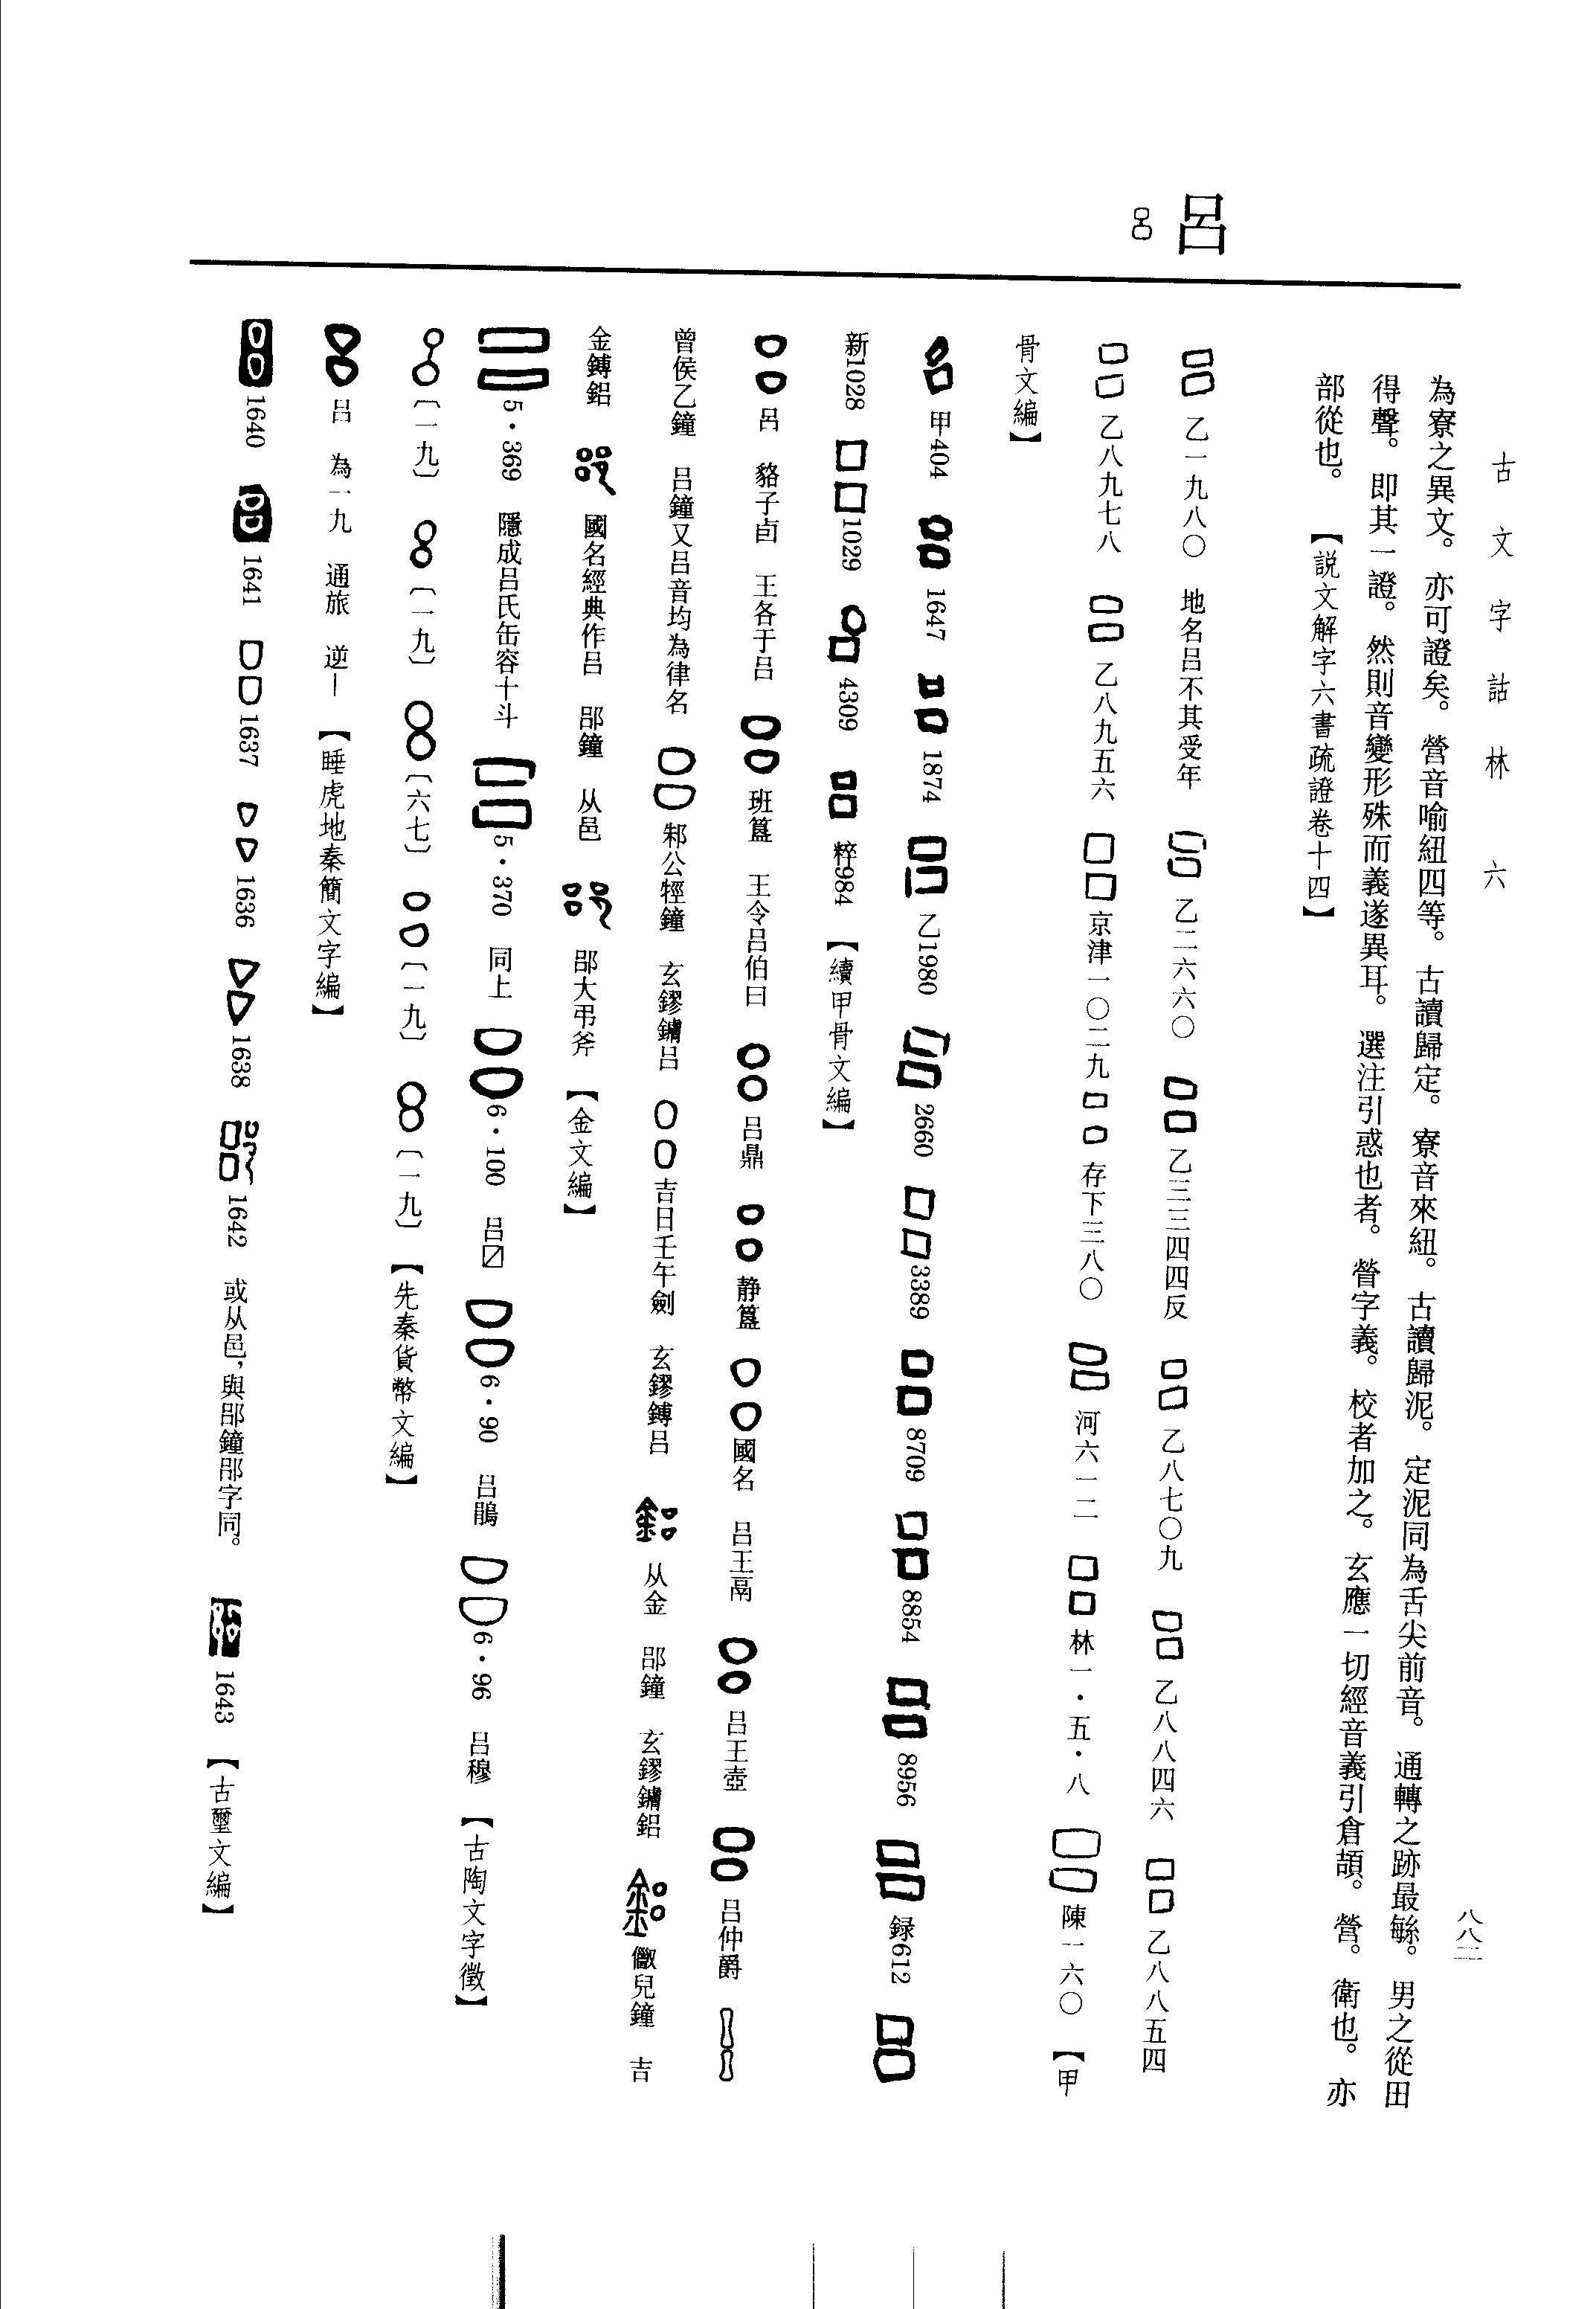 古文字詁林 六
八八二
為寮之異文。亦可證矣。營音喻紐四等。古讀歸定。寮音來紐。古讀歸泥。定泥同為舌尖前音。通轉之跡最緜。男之從田
得聲。即其一證。然則音變形殊而義遂異耳。選注引惑也者。營字義。校者加之。玄應一切經音義引倉頡。營。衛也。亦
部從也。 【説文解字六書疏證卷十四】
呂
乙一九八〇 地名呂不其受年 乙二六六〇 乙三三四四反 乙八七〇九 乙八八四六 乙八八五四
乙八九七八 乙八九五六 京津一〇二九 存下三八〇 河六一二 林一・五・八 陳一六〇 【甲
骨文編】
甲404 1647 1874 乙1980 2660 3389 8709 8854 8956 録612
新1028 1029 4309 粹984 【續甲骨文編】
呂 貉子卣 王各于呂 班簋 王令呂伯曰 呂鼎 静簋 國名 呂王鬲 呂王壺 呂仲爵
曾侯乙鐘 呂鐘又呂音均為律名 邾公牼鐘 玄鏐鏞呂 吉日壬午劍 玄鏐鎛呂 从金 郘鐘 玄鏐鏞鋁 儆兒鐘 吉
金鎛鋁 國名經典作呂 郘鐘 从邑 郘大弔斧 【金文編】
5・369 隱成呂氏缶容十斗 5・370 同上 6・100 呂〼 6・90 呂鵑 6・96 呂穆 【古陶文字徵】
〔一九〕 〔一九〕 〔六七〕 〔一九〕 〔一九〕 【先秦貨幣文編】
呂 為一九 通旅 逆— 【睡虎地秦簡文字編】
1640 1641 1637 1636 1638 1642 或从邑，與郘鐘郘字同。 1643 【古璽文編】